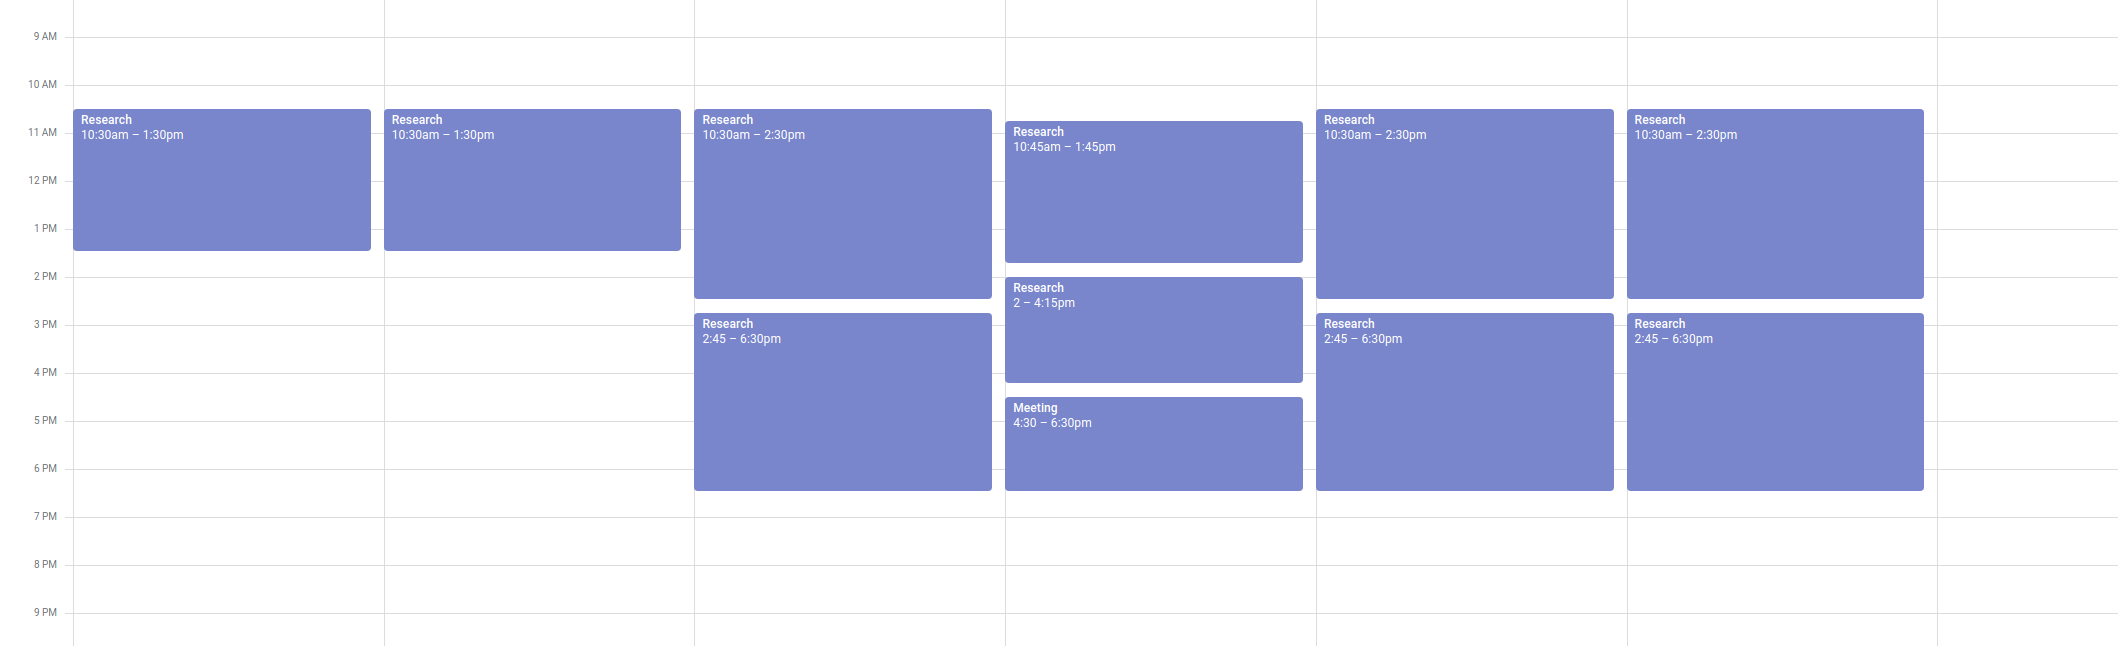 9 AM
10 AM
11 AM
12 PM
1 PM
2 PM
3 PM
4 PM
5 PM
6 PM
7 PM
8 PM
9 PM
Research
10:30am – 1:30pm
Research
10:30am – 1:30pm
Research
10:30am – 2:30pm
Research
2:45 – 6:30pm
Research
10:45am – 1:45pm
Research
2 – 4:15pm
Meeting
4:30 – 6:30pm
Research
10:30am – 2:30pm
Research
2:45 – 6:30pm
Research
10:30am – 2:30pm
Research
2:45 – 6:30pm